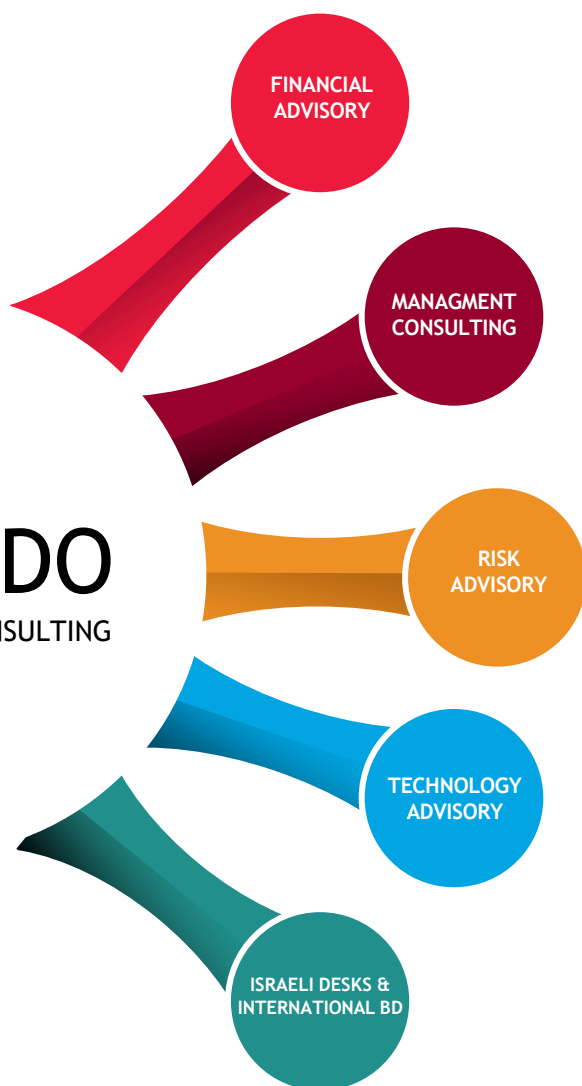 FINANCIAL
ADVISORY
MANAGMENT
CONSULTING
DO
NSULTING
RISK
ADVISORY
TECHNOLOGY
ADVISORY
ISRAELI DESKS &
INTERNATIONAL BD